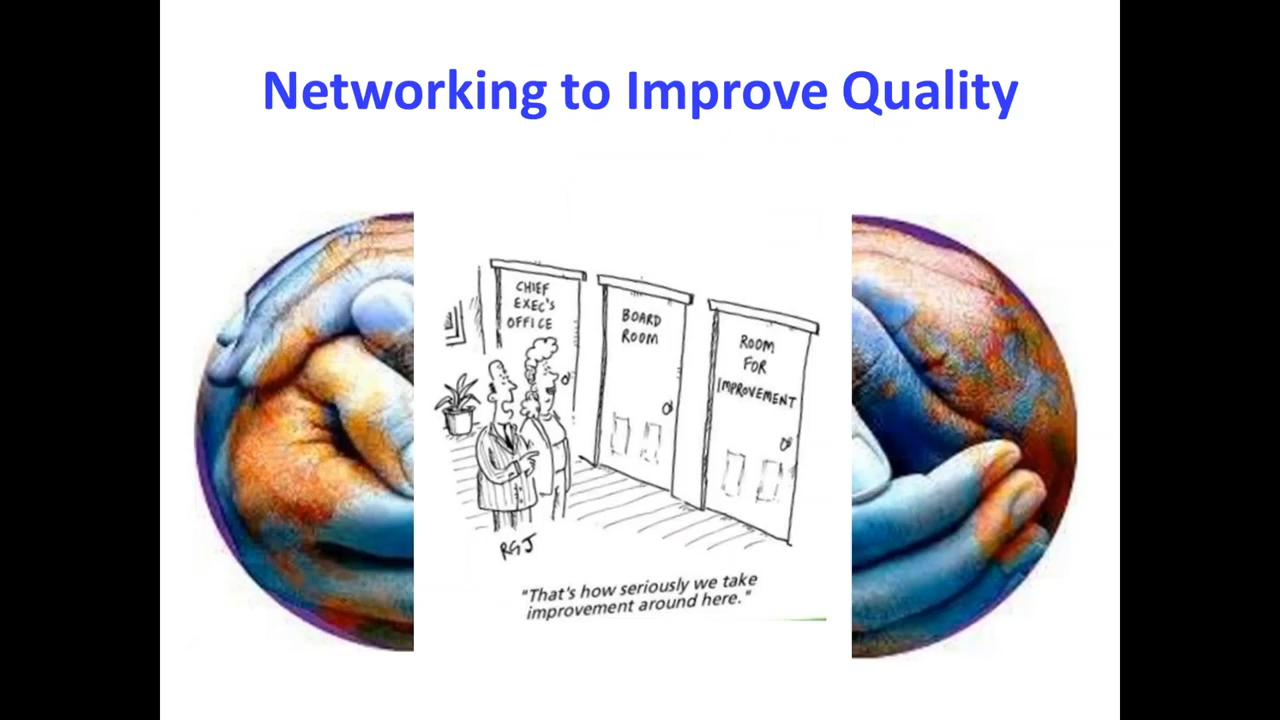 Networking to Improve Quality
CHIEF
EXEC'S
OFFICE
BOARD
ROOM
ROOM
FOR
IMPROVEMENT
RGJ
"That's how seriously we take
improvement around here."